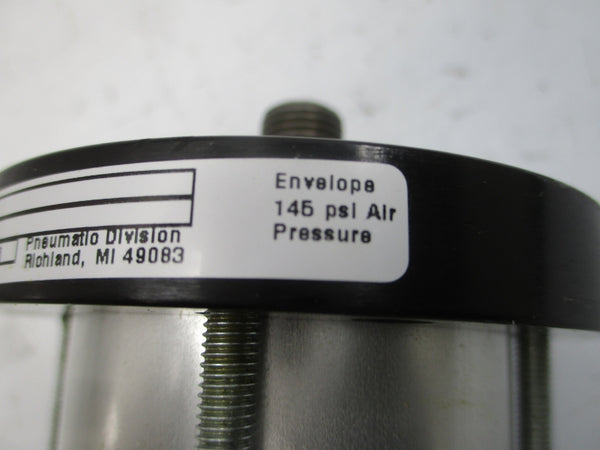 Envelope
145 psi Air
Pressure
Pneumatic Division
Richland, MI 49083